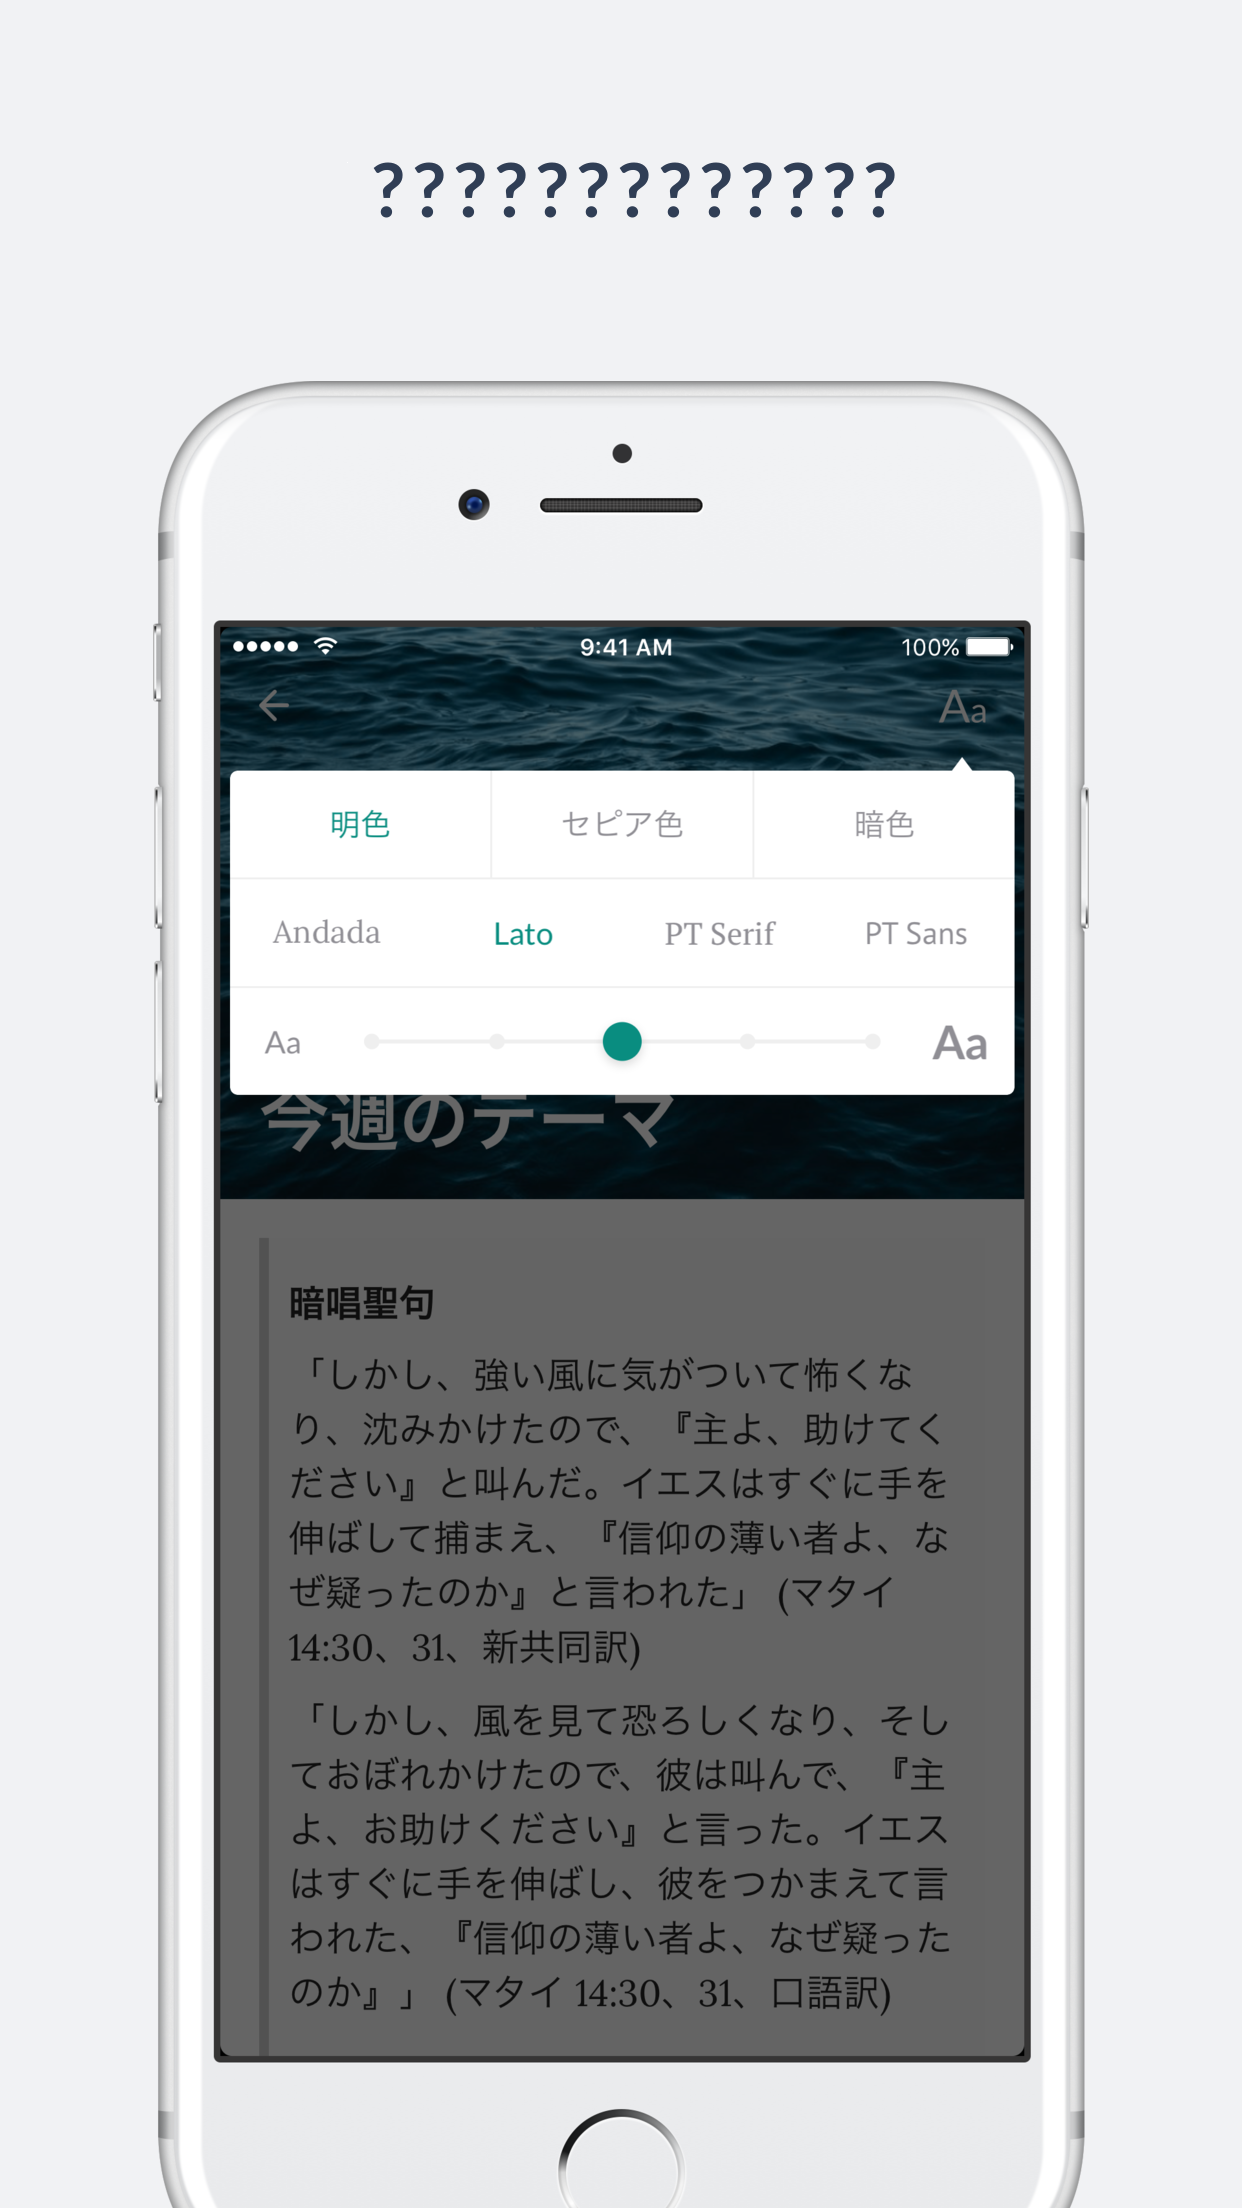 ?????????????
9:41 AM 100%
Aa
明色 セピア色 暗色
Andada Lato PT Serif PT Sans
Aa Aa
今週のテーマ
暗唱聖句
「しかし、強い風に気がついて怖くな
り、沈みかけたので、『主よ、助けてく
ださい』と叫んだ。イエスはすぐに手を
伸ばして捕まえ、『信仰の薄い者よ、な
ぜ疑ったのか』と言われた」 (マタイ
14:30、31、新共同訳)
「しかし、風を見て恐ろしくなり、そし
ておぼれかけたので、彼は叫んで、『主
よ、お助けください』と言った。イエス
はすぐに手を伸ばし、彼をつかまえて言
われた、『信仰の薄い者よ、なぜ疑った
のか』」 (マタイ 14:30、31、口語訳)